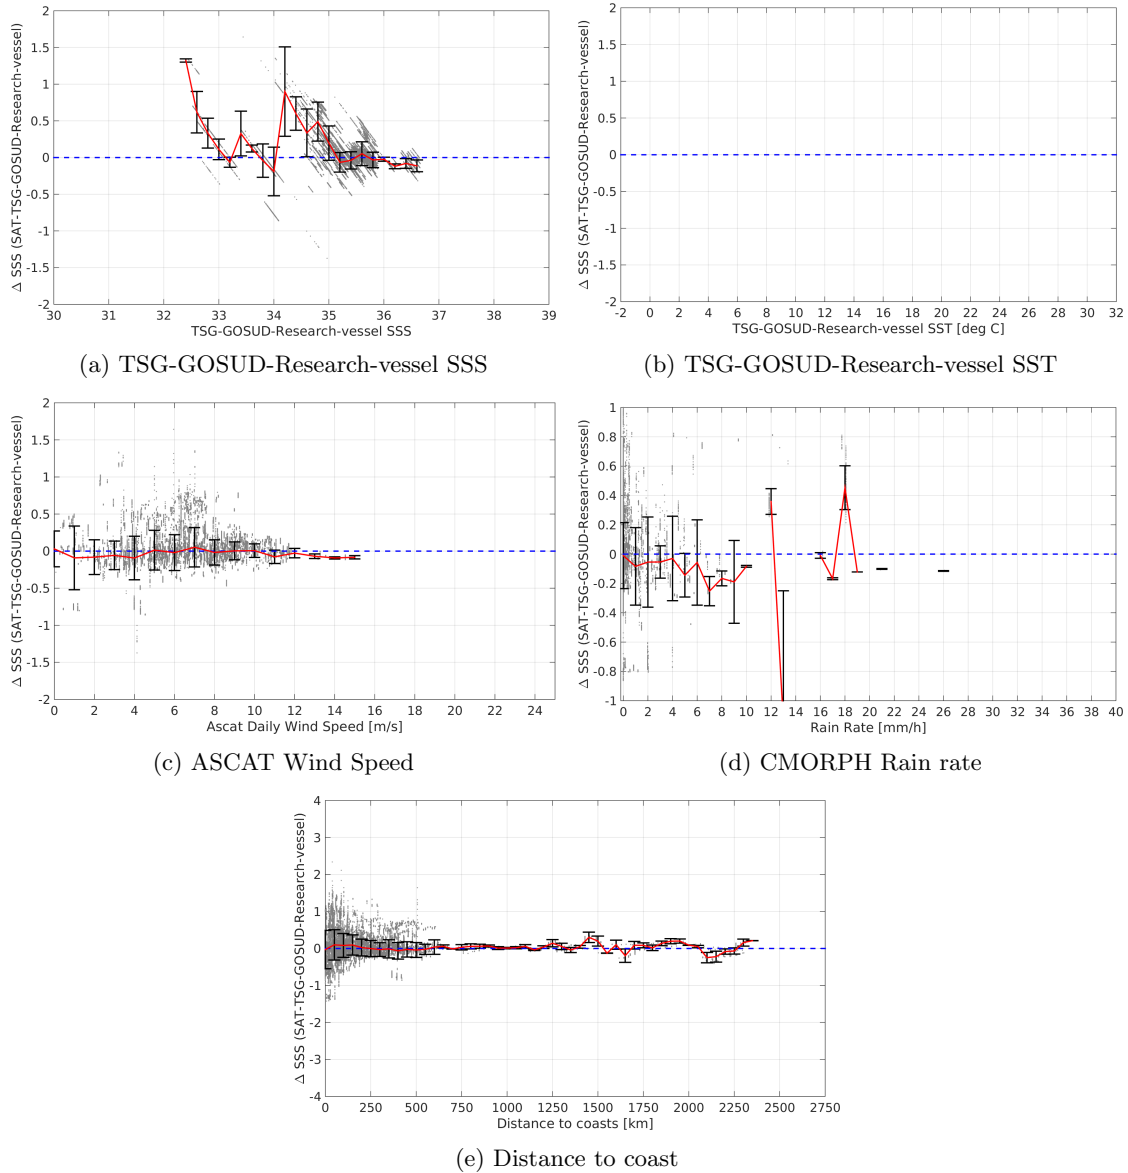 2
1.5
1
0.5
0
-0.5
-1
-1.5
-2
30 31 32 33 34 35 36 37 38 39
Δ SSS (SAT-TSG-GOSUD-Research-vessel)
TSG-GOSUD-Research-vessel SSS
(a) TSG-GOSUD-Research-vessel SSS
2
1.5
1
0.5
0
-0.5
-1
-1.5
-2
-2 0 2 4 6 8 10 12 14 16 18 20 22 24 26 28 30 32
Δ SSS (SAT-TSG-GOSUD-Research-vessel)
TSG-GOSUD-Research-vessel SST [deg C]
(b) TSG-GOSUD-Research-vessel SST
2
1.5
1
0.5
0
-0.5
-1
-1.5
-2
0 2 4 6 8 10 12 14 16 18 20 22 24
Δ SSS (SAT-TSG-GOSUD-Research-vessel)
Ascat Daily Wind Speed [m/s]
(c) ASCAT Wind Speed
1
0.8
0.6
0.4
0.2
0
-0.2
-0.4
-0.6
-0.8
-1
0 2 4 6 8 10 12 14 16 18 20 22 24 26 28 30 32 34 36 38 40
Δ SSS (SAT-TSG-GOSUD-Research-vessel)
Rain Rate [mm/h]
(d) CMORPH Rain rate
4
3
2
1
0
-1
-2
-3
-4
0 250 500 750 1000 1250 1500 1750 2000 2250 2500 2750
Δ SSS (SAT-TSG-GOSUD-Research-vessel)
Distance to coasts [km]
(e) Distance to coast